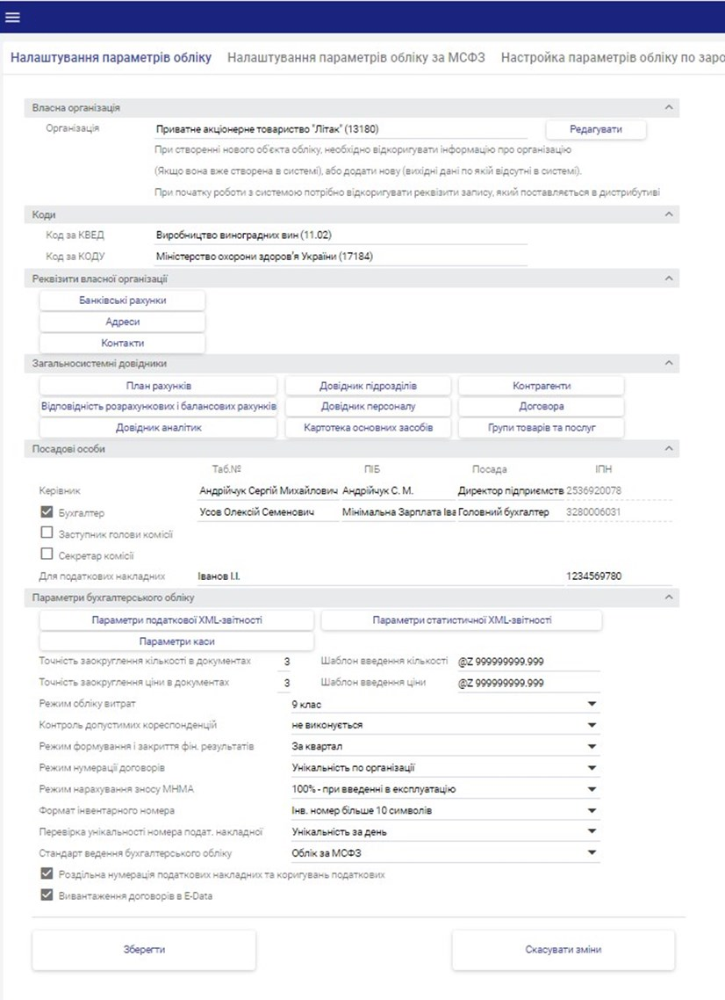 Налаштування параметрів обліку Налаштування параметрів обліку за МСФЗ Настройка параметрів обліку по заро
Власна організація
Організація Приватне акціонерне товариство "Літак" (13180) Редагувати
При створенні нового об'єкта обліку, необхідно відкоригувати інформацію про організацію
(Якщо вона вже створена в системі), або додати нову (вихідні дані по якій відсутні в системі).
При початку роботи з системою потрібно відкоригувати реквізити запису, який поставляється в дистрибутиві
Коди
Код за КВЕД Виробництво виноградних вин (11.02)
Код за КОДУ Міністерство охорони здоров'я України (17184)
Реквізити власної організації
Банківські рахунки
Адреси
Контакти
Загальносистемні довідники
План рахунків Довідник підрозділів Контрагенти
Відповідність розрахункових і балансових рахунків Довідник персоналу Договора
Довідник аналітик Картотека основних засобів Групи товарів та послуг
Посадові особи
Таб.№ ПІБ Посада ІПН
Керівник Андрійчук Сергій Михайлович Андрійчук С. М. Директор підприємств 2536920078
Бухгалтер Усов Олексій Семенович Мінімальна Зарплата Іва Головний бухгалтер 3280006031
Заступник голови комісії
Секретар комісії
Для податкових накладних Іванов І.І. 1234569780
Параметри бухгалтерського обліку
Параметри податкової XML-звітності Параметри статистичної XML-звітності
Параметри каси
Точність заокруглення кількості в документах 3 Шаблон введення кількості @Z 999999999.999
Точність заокруглення ціни в документах 3 Шаблон введення ціни @Z 999999999.999
Режим обліку витрат 9 клас
Контроль допустимих кореспонденцій не виконується
Режим формування і закриття фін. результатів За квартал
Режим нумерації договорів Унікальність по організації
Режим нарахування зносу МНМА 100% - при введенні в експлуатацію
Формат інвентарного номера Інв. номер більше 10 символів
Перевірка унікальності номера подат. накладної Унікальність за день
Стандарт ведення бухгалтерського обліку Облік за МСФЗ
Роздільна нумерація податкових накладних та коригувань податкових
Вивантаження договорів в E-Data
Зберегти Скасувати зміни